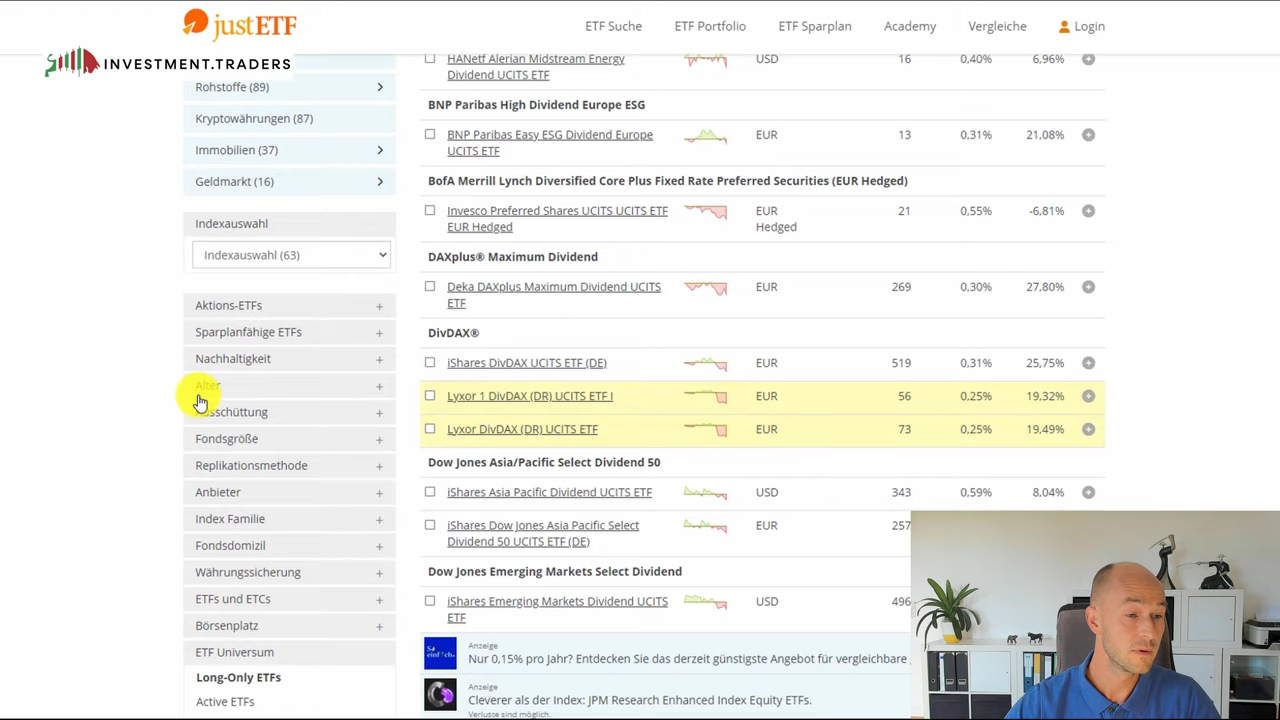 justETF
ETF Suche
ETF Portfolio
ETF Sparplan
Academy
Vergleiche
Login
INVESTMENT.TRADERS
Rohstoffe (89)
Kryptowährungen (87)
Immobilien (37)
Geldmarkt (16)
Indexauswahl
Indexauswahl (63)
Aktions-ETFs +
Sparplanfähige ETFs +
Nachhaltigkeit +
Alter +
Ausschüttung +
Fondsgröße +
Replikationsmethode +
Anbieter +
Index Familie +
Fondsdomizil +
Währungssicherung +
ETFs und ETCs +
Börsenplatz +
ETF Universum
Long-Only ETFs
Active ETFs
HANetf Alerian Midstream Energy USD 16 0,40% 6,96%
Dividend UCITS ETF
BNP Paribas High Dividend Europe ESG
BNP Paribas Easy ESG Dividend Europe EUR 13 0,31% 21,08%
UCITS ETF
BofA Merrill Lynch Diversified Core Plus Fixed Rate Preferred Securities (EUR Hedged)
Invesco Preferred Shares UCITS UCITS ETF EUR 21 0,55% -6,81%
EUR Hedged Hedged
DAXplus® Maximum Dividend
Deka DAXplus Maximum Dividend UCITS EUR 269 0,30% 27,80%
ETF
DivDAX®
iShares DivDAX UCITS ETF (DE) EUR 519 0,31% 25,75%
Lyxor 1 DivDAX (DR) UCITS ETF I EUR 56 0,25% 19,32%
Lyxor DivDAX (DR) UCITS ETF EUR 73 0,25% 19,49%
Dow Jones Asia/Pacific Select Dividend 50
iShares Asia Pacific Dividend UCITS ETF USD 343 0,59% 8,04%
iShares Dow Jones Asia Pacific Select EUR 257
Dividend 50 UCITS ETF (DE)
Dow Jones Emerging Markets Select Dividend
iShares Emerging Markets Dividend UCITS USD 496
ETF
Anzeige
Nur 0,15% pro Jahr? Entdecken Sie das derzeit günstigste Angebot für vergleichbare
Anzeige
Cleverer als der Index: JPM Research Enhanced Index Equity ETFs.
Verluste sind möglich.